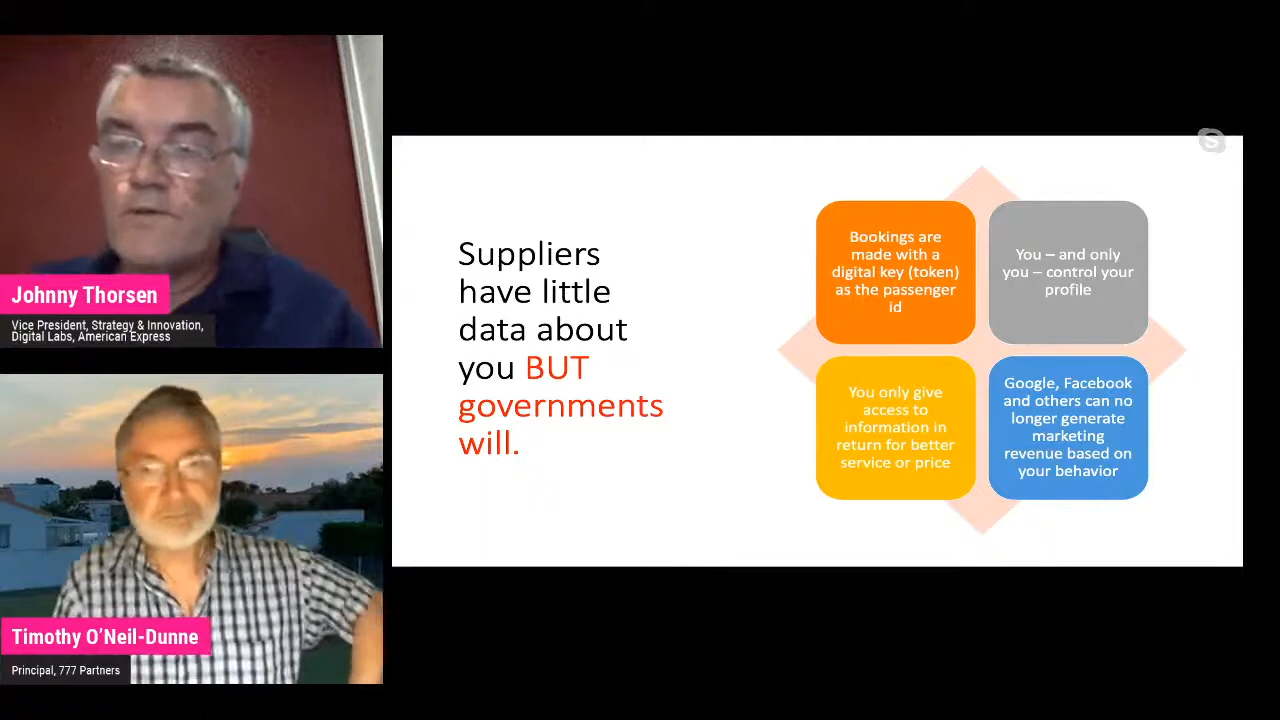 Johnny Thorsen
Vice President, Strategy & Innovation,
Digital Labs, American Express
Timothy O’Neil-Dunne
Principal, 777 Partners
Suppliers
have little
data about
you BUT
governments
will.
Bookings are
made with a
digital key (token)
as the passenger
id
You – and only
you – control your
profile
You only give
access to
information in
return for better
service or price
Google, Facebook
and others can no
longer generate
marketing
revenue based on
your behavior
S